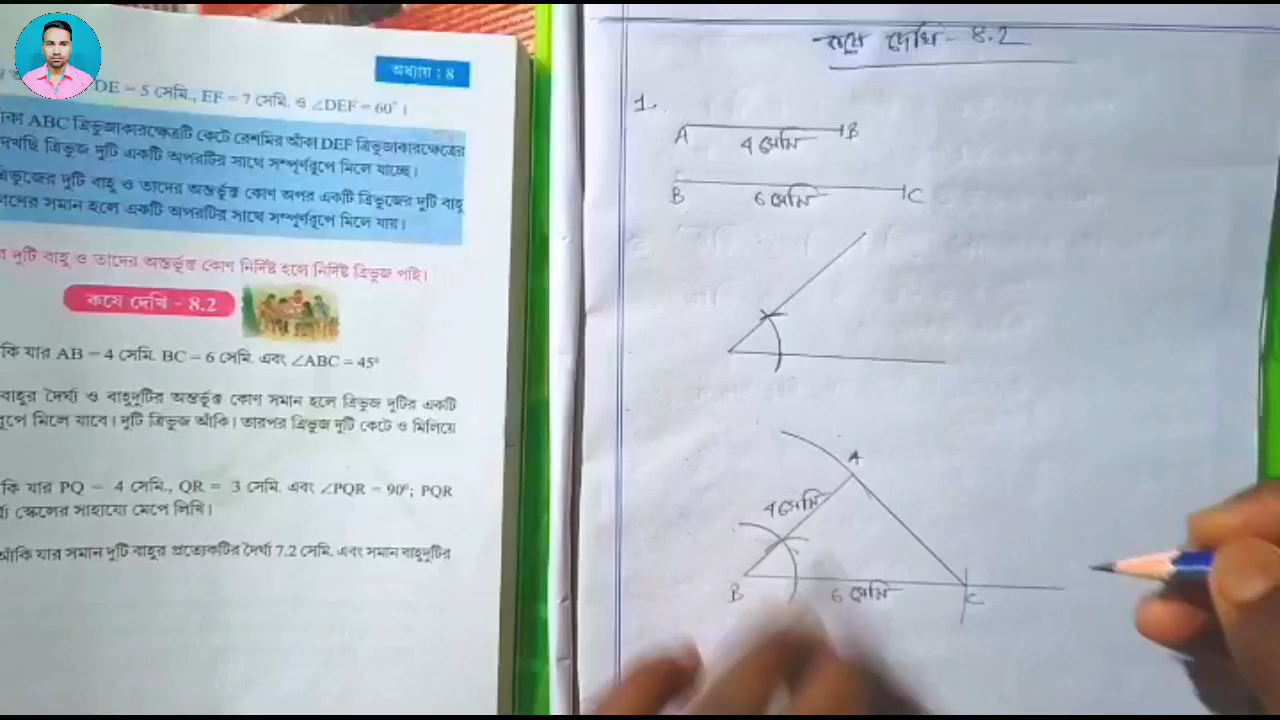 অধ্যায় : 8
DE = 5 সেমি., EF = 7 সেমি. ও ∠DEF = 60° ।
ABC ত্রিভুজাকারক্ষেত্রটি কেটে রেশমির আঁকা DEF ত্রিভুজাকারক্ষেত্রের
দেখছি ত্রিভুজ দুটি একটি অপরটির সাথে সম্পূর্ণরূপে মিলে যাচ্ছে।
ত্রিভুজের দুটি বাহু ও তাদের অন্তর্ভুক্ত কোণ অপর একটি ত্রিভুজের দুটি বাহু
সমান হলে একটি অপরটির সাথে সম্পূর্ণরূপে মিলে যায়।
দুটি বাহু ও তাদের অন্তর্ভুক্ত কোণ নির্দিষ্ট হলে নির্দিষ্ট ত্রিভুজ পাই।
কষে দেখি - 8.2
যার AB = 4 সেমি. BC = 6 সেমি. এবং ∠ABC = 45°
বাহুর দৈর্ঘ্য ও বাহুদুটির অন্তর্ভুক্ত কোণ সমান হলে ত্রিভুজ দুটির একটি
মিলে যাবে। দুটি ত্রিভুজ আঁকি। তারপর ত্রিভুজ দুটি কেটে ও মিলিয়ে
যার PQ = 4 সেমি., QR = 3 সেমি. এবং ∠PQR = 90°; PQR
স্কেলের সাহায্যে মেপে লিখি।
আঁকি যার সমান দুটি বাহুর প্রত্যেকটির দৈর্ঘ্য 7.2 সেমি. এবং সমান বাহুদুটির
কষে দেখি - 8.2
1.
A B
4 সেমি
B C
6 সেমি
A
4 সেমি
B C
6 সেমি